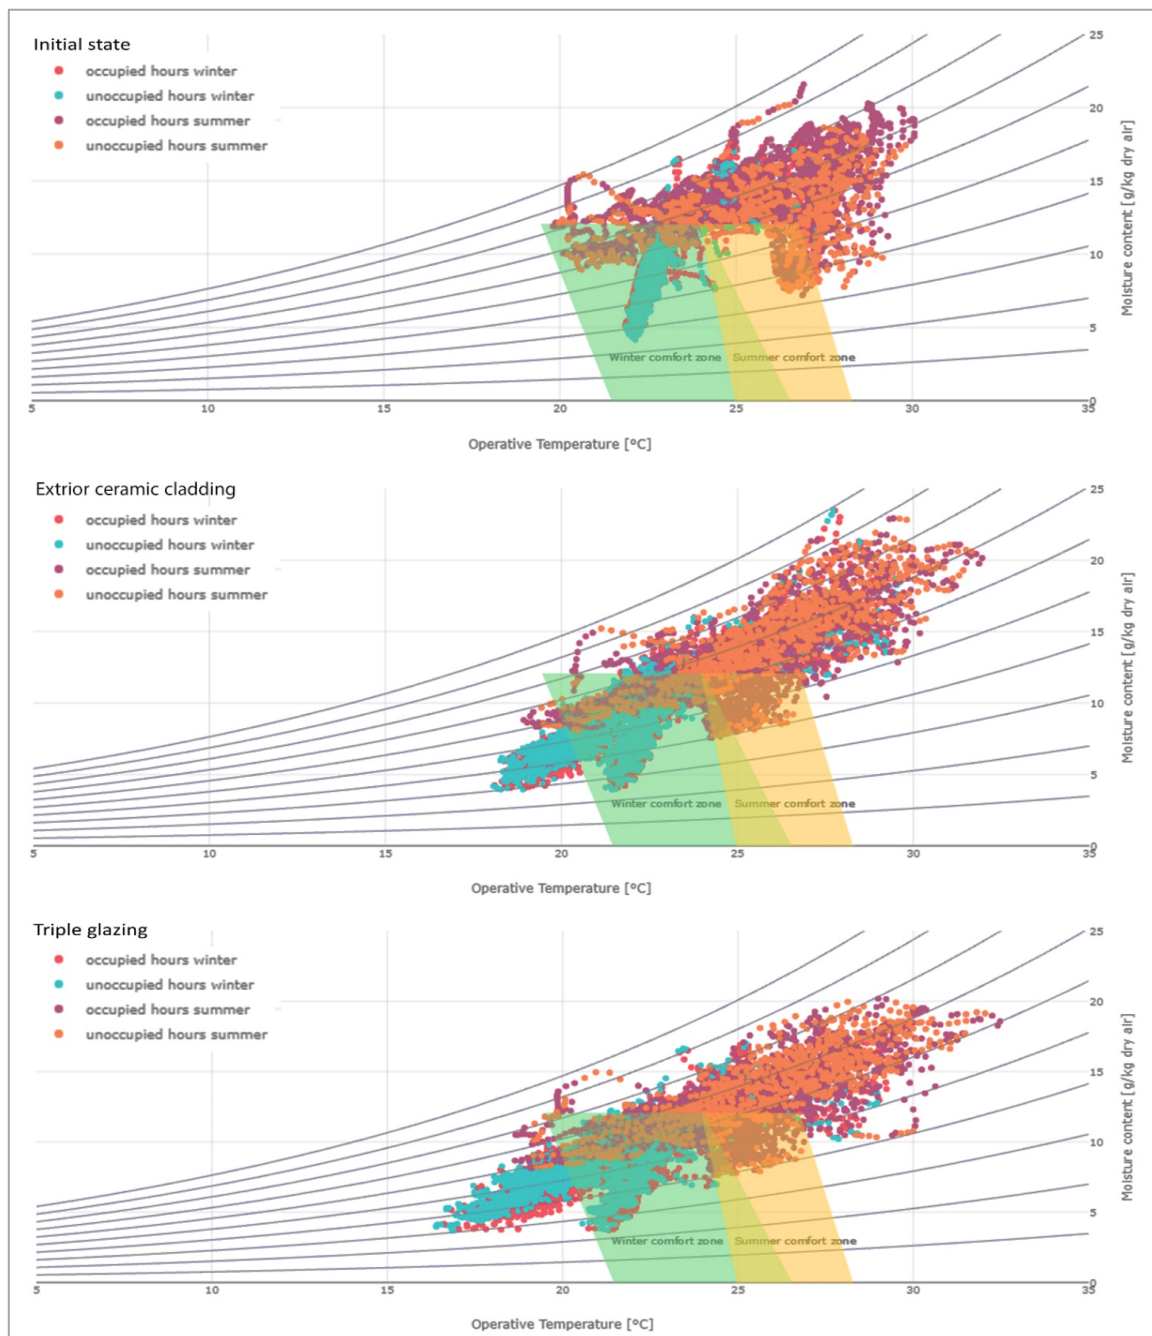 Initial state
occupied hours winter
unoccupied hours winter
occupied hours summer
unoccupied hours summer
25
20
15
10
5
0
Moisture content [g/kg dry air]
Winter comfort zone
Summer comfort zone
5
10
15
20
25
30
35
Operative Temperature [°C]
Extrior ceramic cladding
occupied hours winter
unoccupied hours winter
occupied hours summer
unoccupied hours summer
25
20
15
10
5
0
Moisture content [g/kg dry air]
Winter comfort zone
Summer comfort zone
5
10
15
20
25
30
35
Operative Temperature [°C]
Triple glazing
occupied hours winter
unoccupied hours winter
occupied hours summer
unoccupied hours summer
25
20
15
10
5
0
Moisture content [g/kg dry air]
Winter comfort zone
Summer comfort zone
5
10
15
20
25
30
35
Operative Temperature [°C]